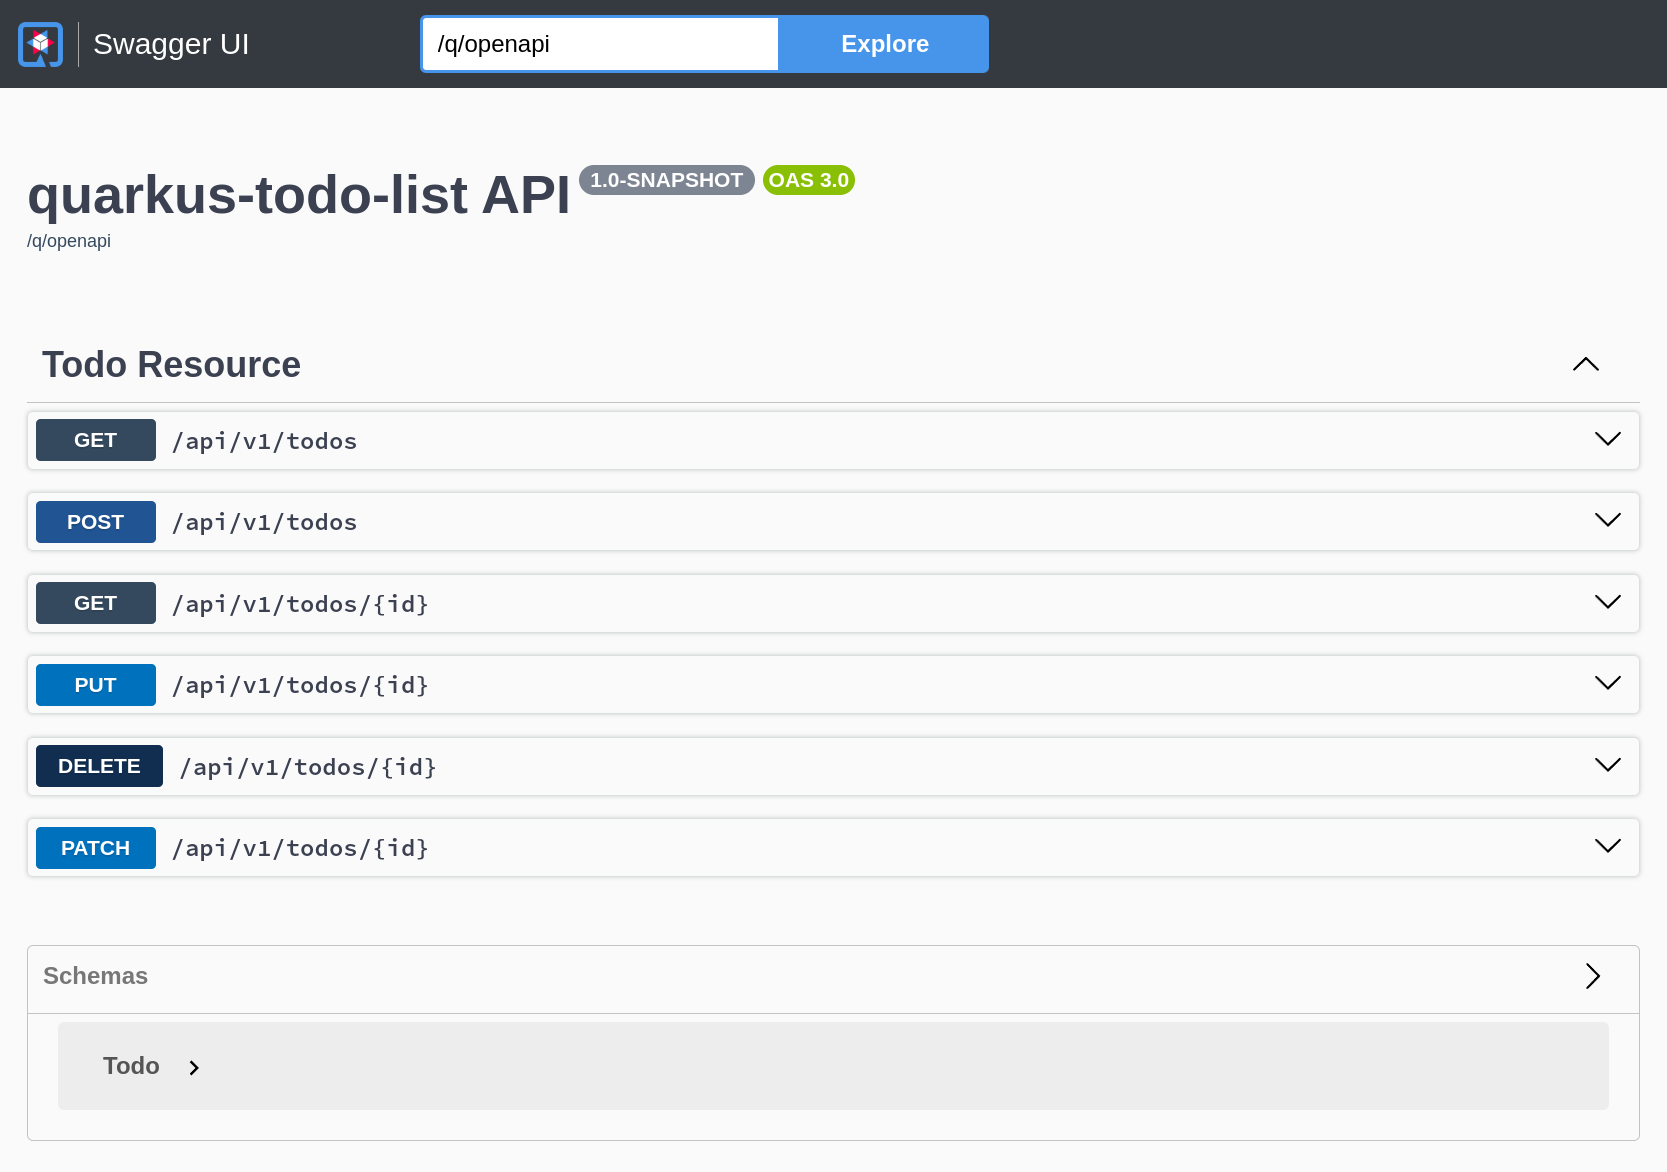 Swagger UI
/q/openapi
Explore
quarkus-todo-list API 1.0-SNAPSHOT OAS 3.0
/q/openapi
Todo Resource
GET /api/v1/todos
POST /api/v1/todos
GET /api/v1/todos/{id}
PUT /api/v1/todos/{id}
DELETE /api/v1/todos/{id}
PATCH /api/v1/todos/{id}
Schemas
Todo